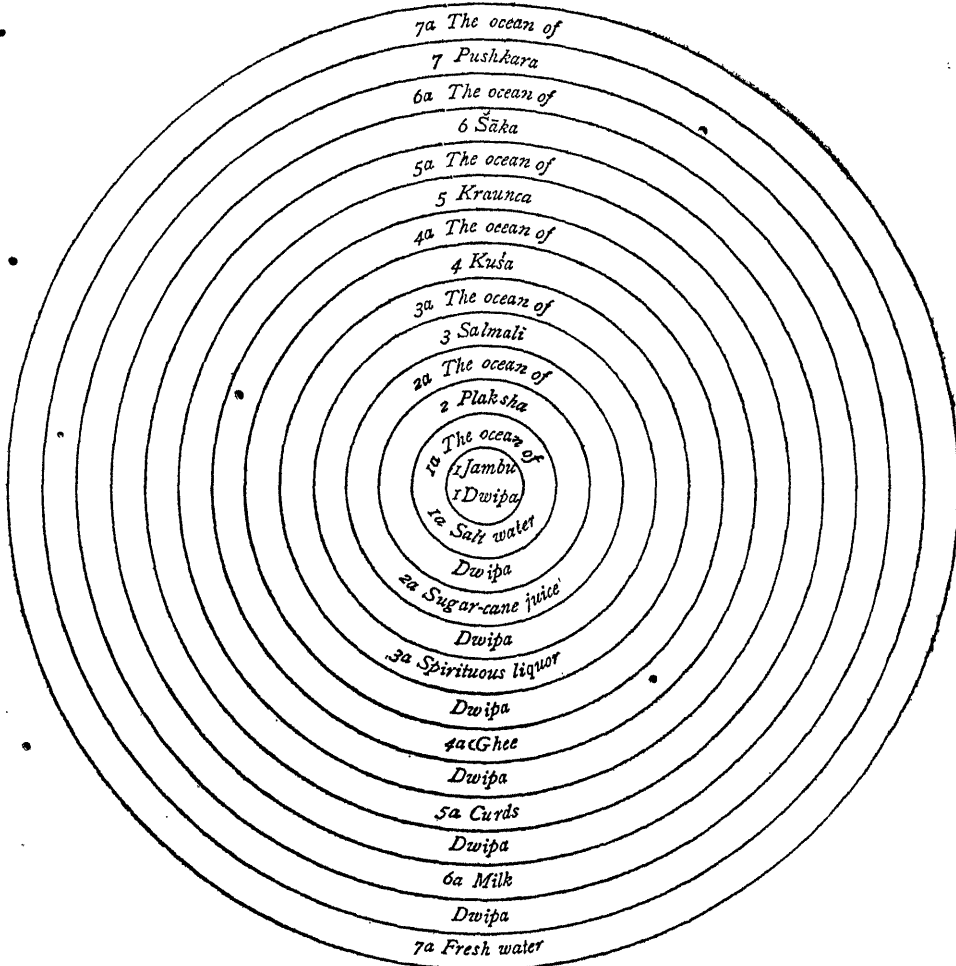 7a The ocean of
7 Pushkara
6a The ocean of
6 Šāka
5a The ocean of
5 Kraunca
4a The ocean of
4 Kuśa
3a The ocean of
3 Salmali
2a The ocean of
2 Plaksha
1a The ocean of
1 Jambu
1 Dwipa
1a Salt water
Dwipa
2a Sugar-cane juice
Dwipa
3a Spirituous liquor
Dwipa
4a Ghee
Dwipa
5a Curds
Dwipa
6a Milk
Dwipa
7a Fresh water